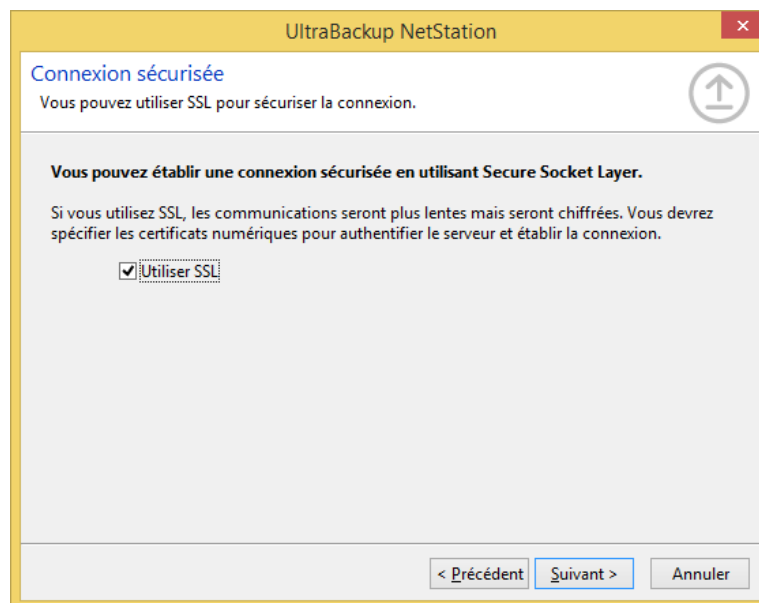 UltraBackup NetStation
Connexion sécurisée
Vous pouvez utiliser SSL pour sécuriser la connexion.
Vous pouvez établir une connexion sécurisée en utilisant Secure Socket Layer.
Si vous utilisez SSL, les communications seront plus lentes mais seront chiffrées. Vous devrez
spécifier les certificats numériques pour authentifier le serveur et établir la connexion.
Utiliser SSL
< Précédent Suivant > Annuler